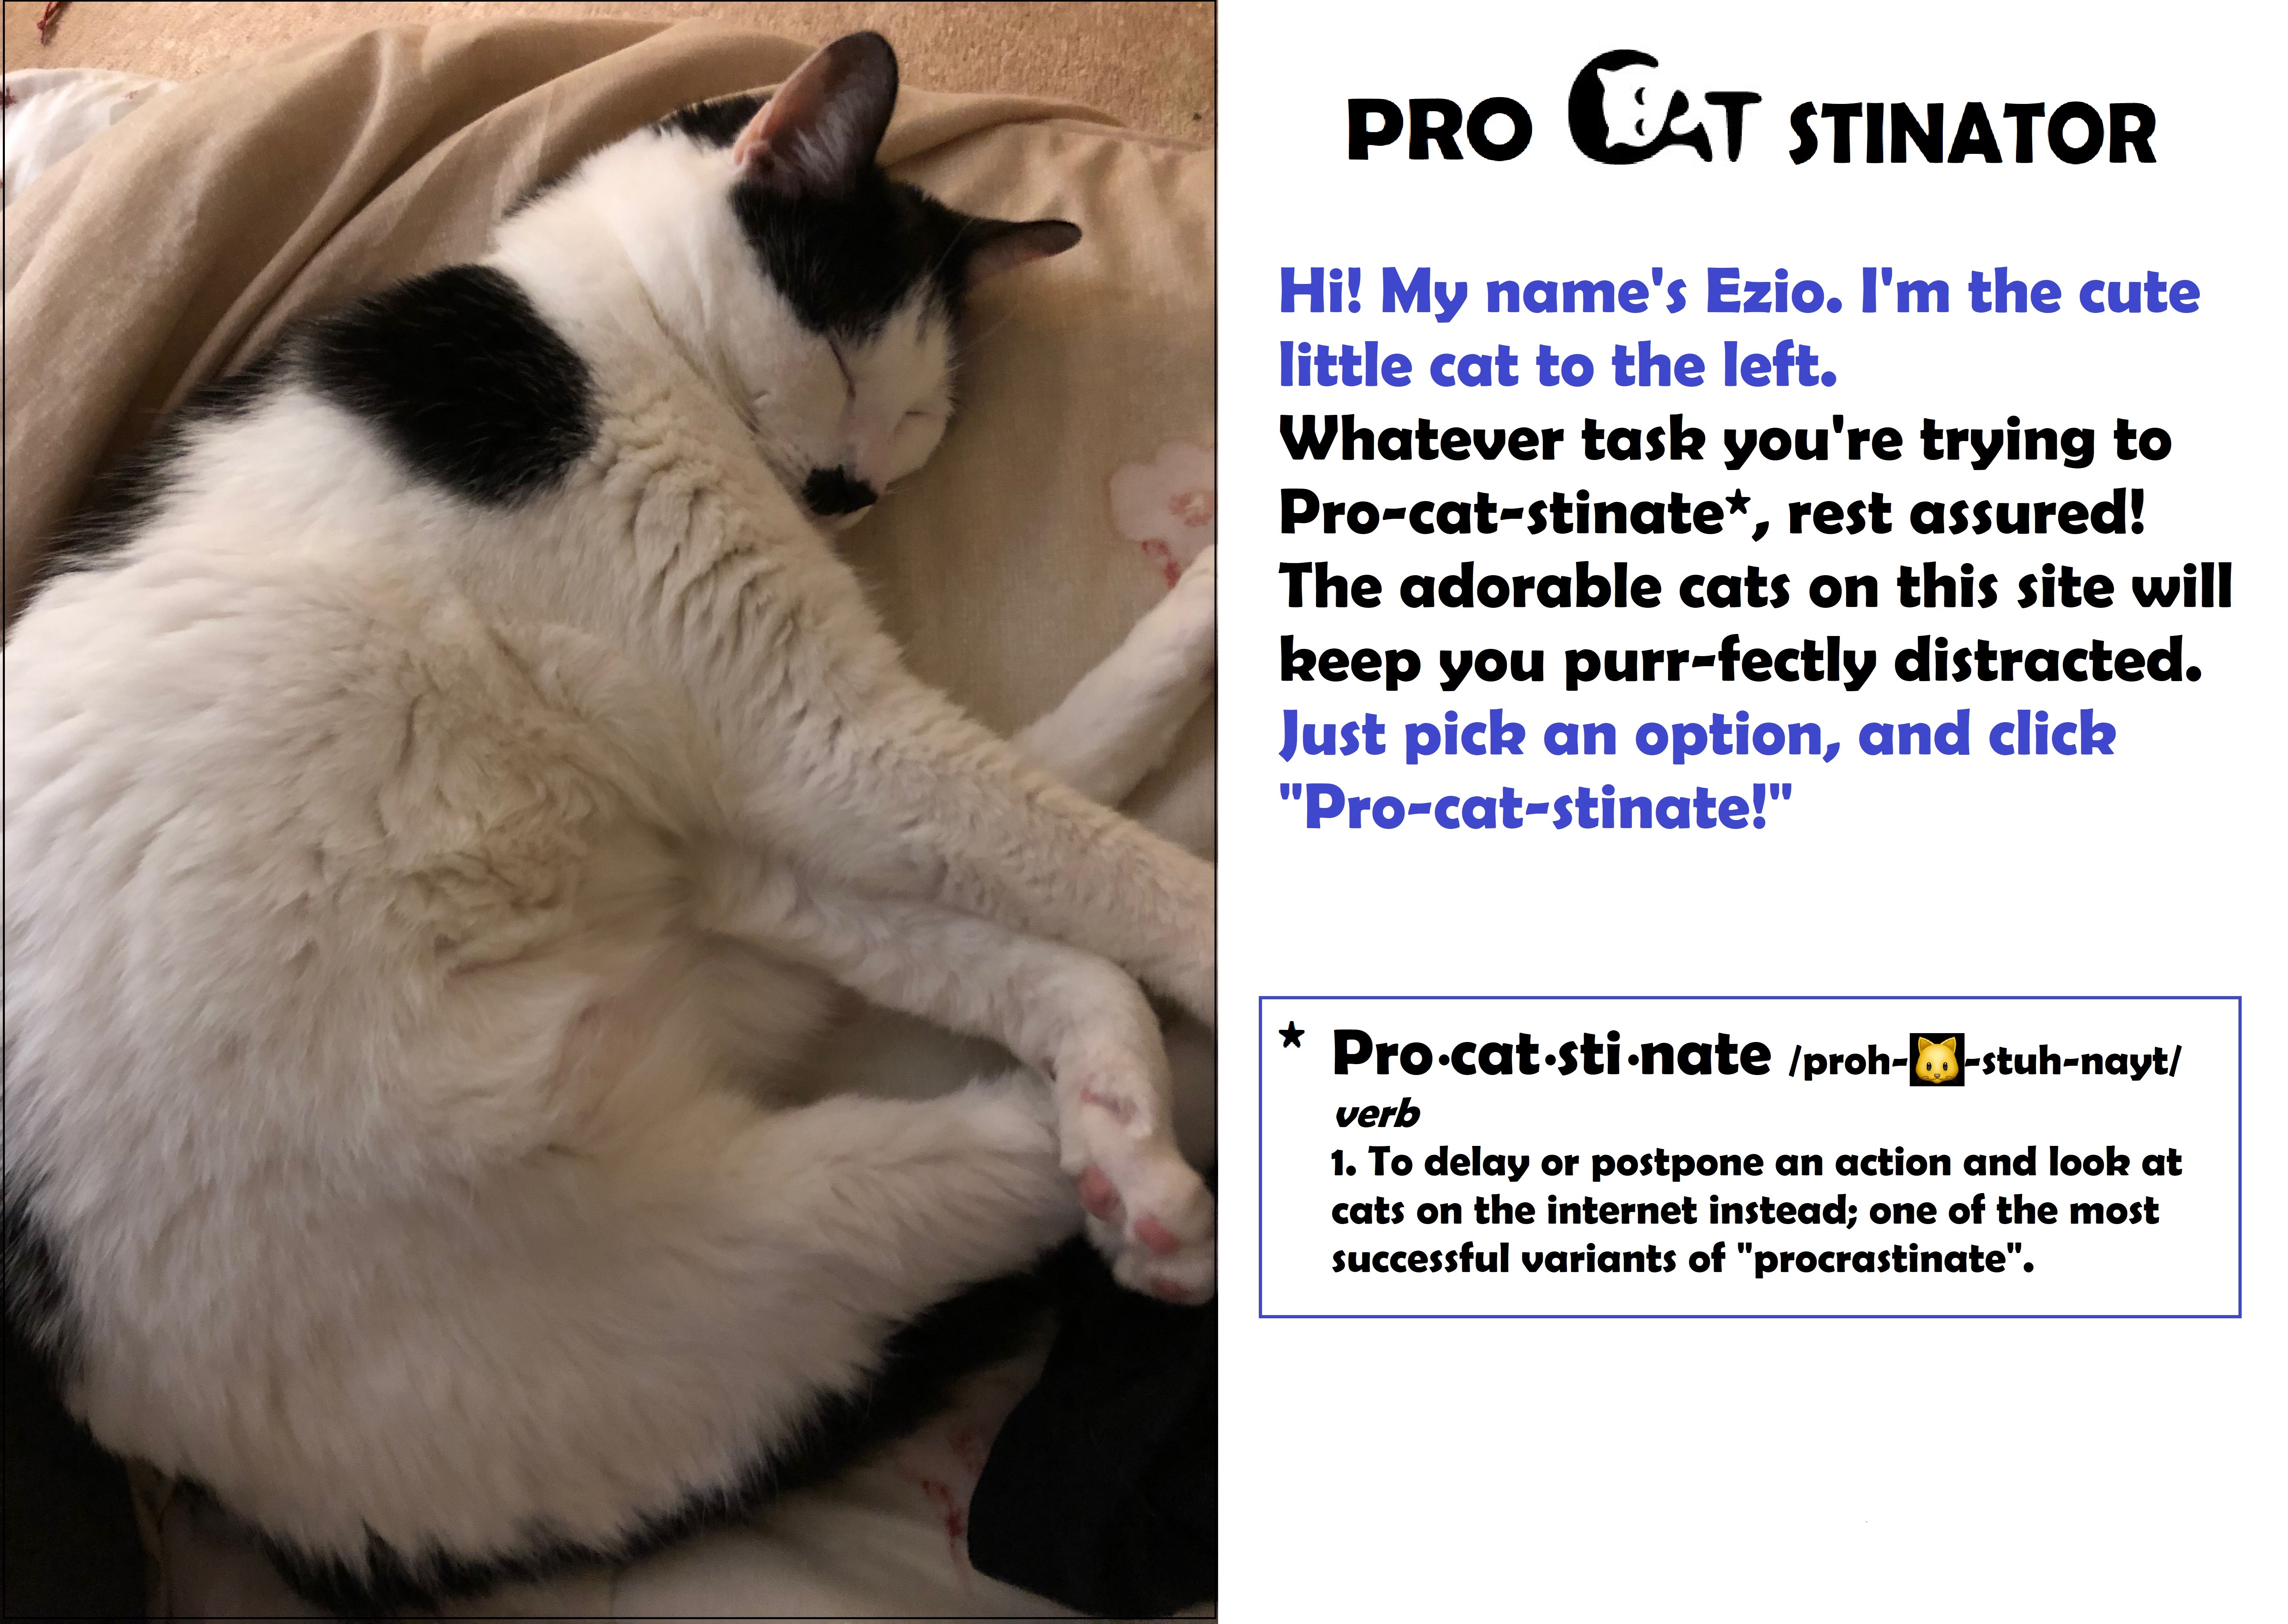 PRO CAT STINATOR
Hi! My name's Ezio. I'm the cute
little cat to the left.
Whatever task you're trying to
Pro-cat-stinate*, rest assured!
The adorable cats on this site will
keep you purr-fectly distracted.
Just pick an option, and click
"Pro-cat-stinate!"
* Pro·cat·sti·nate /proh-🐱-stuh-nayt/
verb
1. To delay or postpone an action and look at
cats on the internet instead; one of the most
successful variants of "procrastinate".